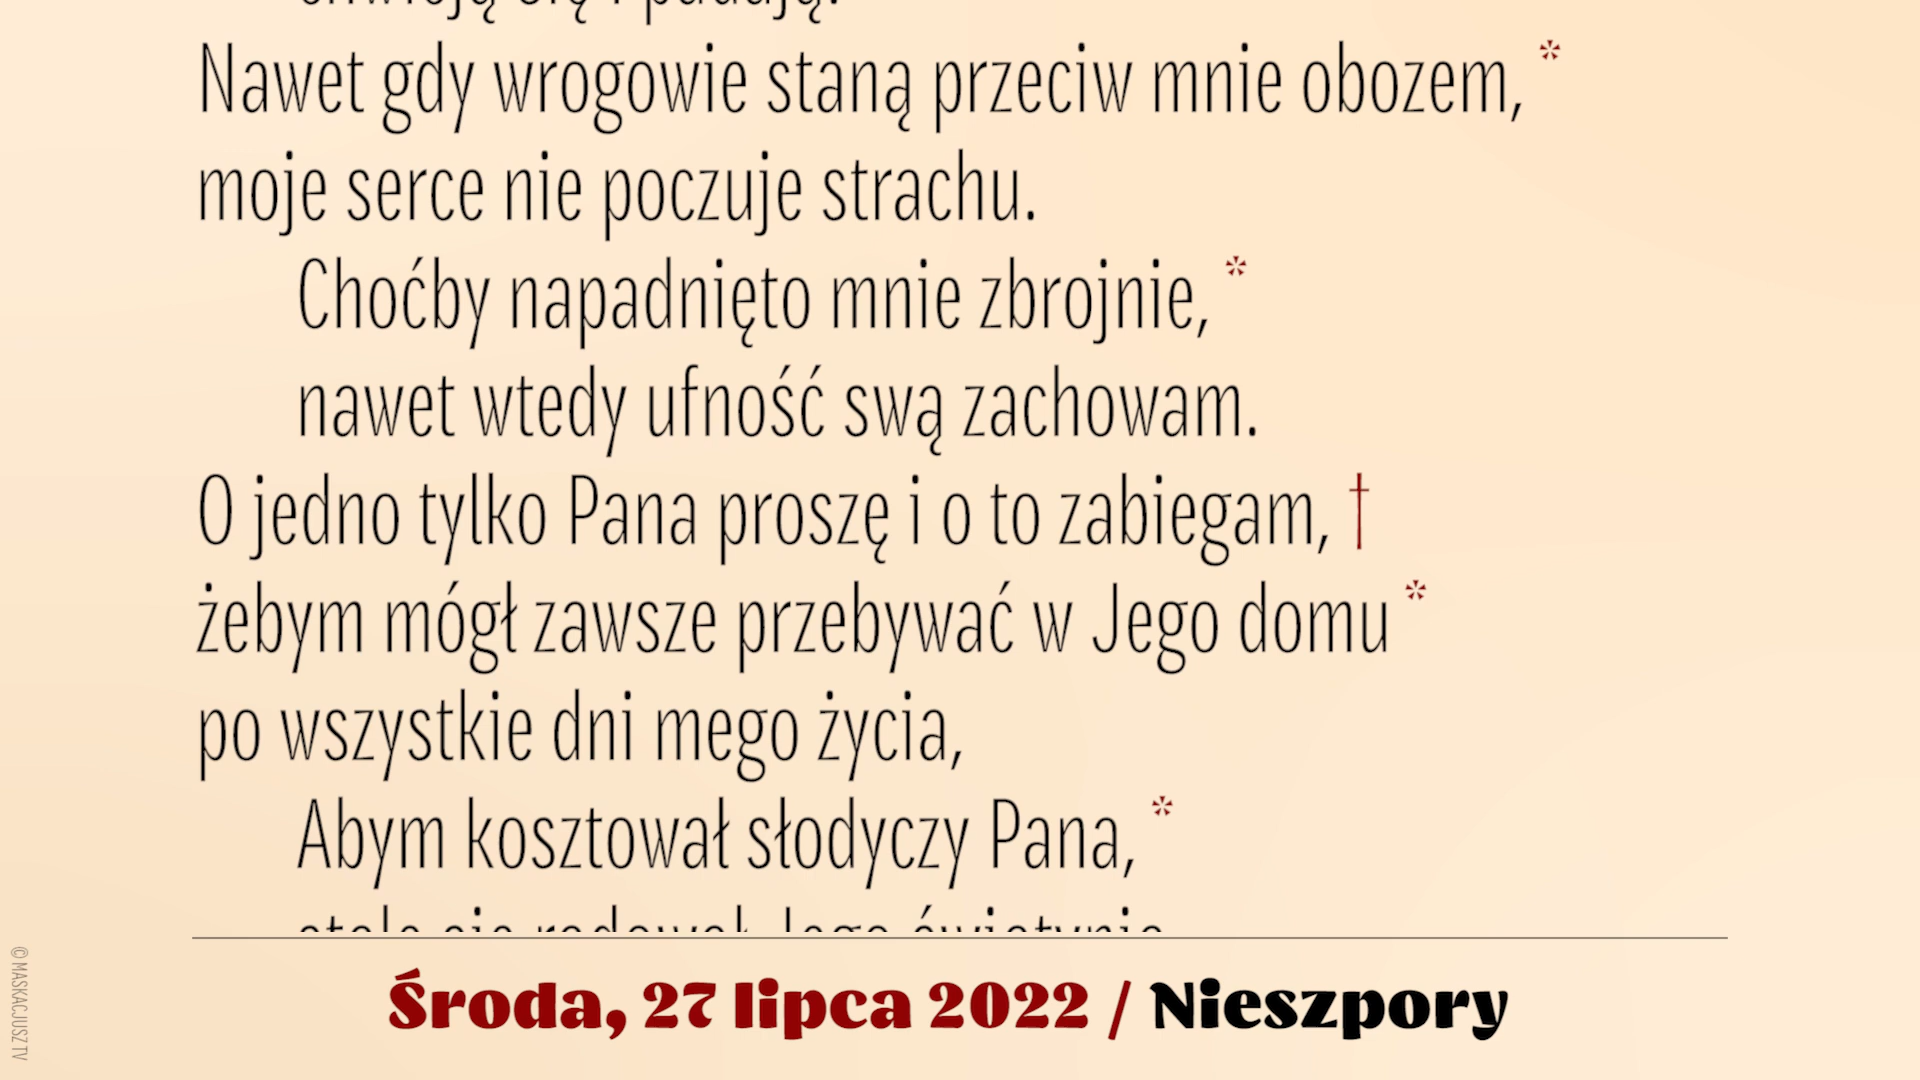 Nawet gdy wrogowie staną przeciw mnie obozem, *
moje serce nie poczuje strachu.
Choćby napadnięto mnie zbrojnie, *
nawet wtedy ufność swą zachowam.
O jedno tylko Pana proszę i o to zabiegam, †
żebym mógł zawsze przebywać w Jego domu *
po wszystkie dni mego życia,
Abym kosztował słodyczy Pana, *
Środa, 27 lipca 2022 / Nieszpory
© MASKACJUSZ TV